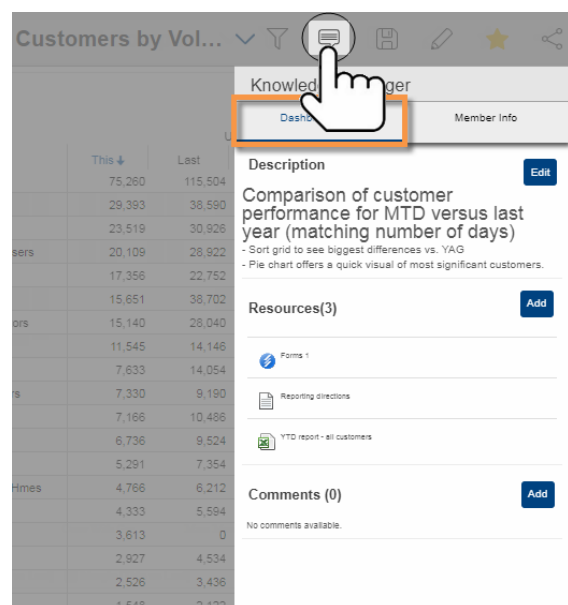 Customers by Vol...
Knowled ger
Dashb
Member Info
U
This Last
75,260 115,504
29,393 38,590
23,519 30,926
sers 20,109 28,922
17,356 22,752
15,651 38,702
ors 15,140 28,040
11,545 14,146
7,633 14,054
rs 7,330 9,190
7,166 10,486
6,736 9,524
5,291 7,354
Hmes 4,766 6,212
4,333 5,594
3,613 0
2,927 4,534
2,526 3,436
Description
Edit
Comparison of customer
performance for MTD versus last
year (matching number of days)
- Sort grid to see biggest differences vs. YAG
- Pie chart offers a quick visual of most significant customers.
Resources(3)
Add
Forms 1
Reporting directions
YTD report - all customers
Comments (0)
Add
No comments available.